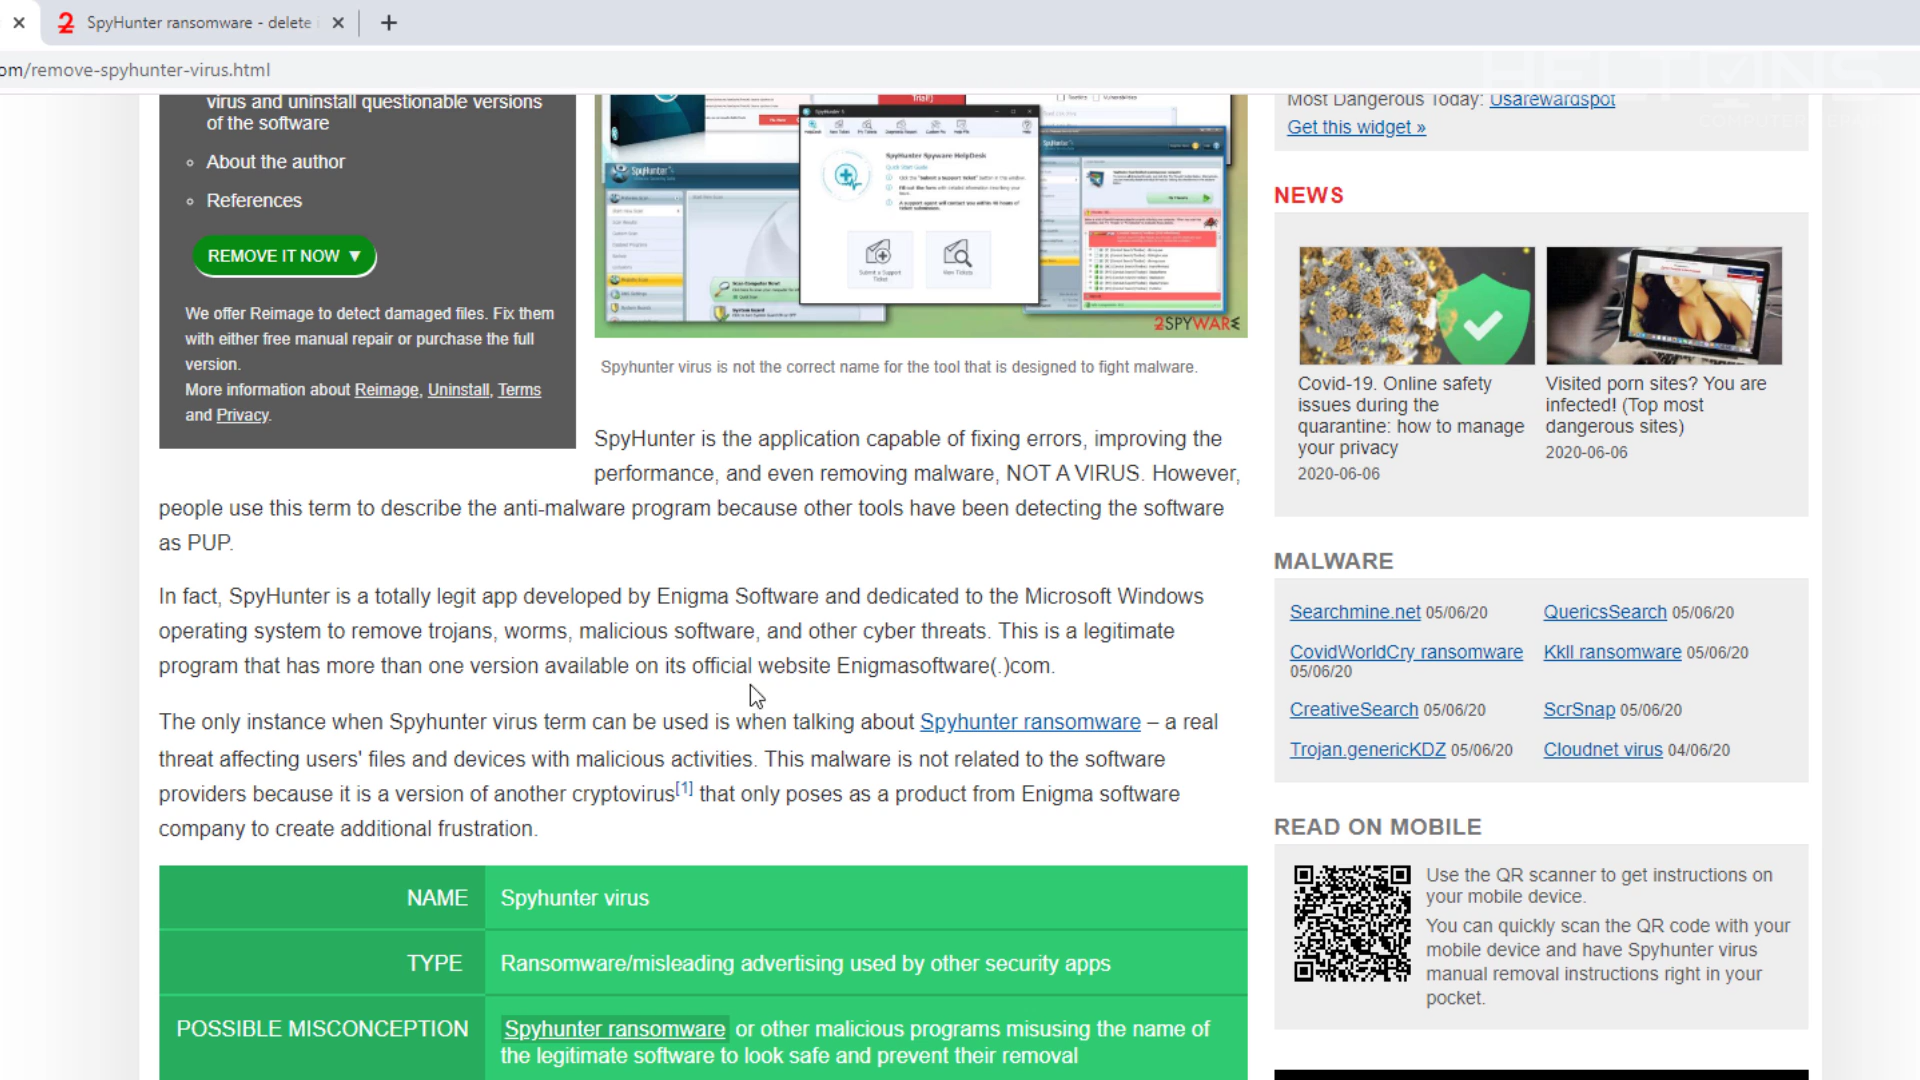 SpyHunter ransomware - delete
om/remove-spyhunter-virus.html
HELTONS
virus and uninstall questionable versions
of the software
About the author
References
REMOVE IT NOW ▼
We offer Reimage to detect damaged files. Fix them
with either free manual repair or purchase the full
version.
More information about Reimage, Uninstall, Terms
and Privacy.
Trial!
SpyHunter
SpyHunter Spyware HelpDesk
Submit a Support
Ticket
View Tickets
2SPYWARE
Spyhunter virus is not the correct name for the tool that is designed to fight malware.
SpyHunter is the application capable of fixing errors, improving the
performance, and even removing malware, NOT A VIRUS. However,
people use this term to describe the anti-malware program because other tools have been detecting the software
as PUP.
In fact, SpyHunter is a totally legit app developed by Enigma Software and dedicated to the Microsoft Windows
operating system to remove trojans, worms, malicious software, and other cyber threats. This is a legitimate
program that has more than one version available on its official website Enigmasoftware(.)com.
The only instance when Spyhunter virus term can be used is when talking about Spyhunter ransomware – a real
threat affecting users' files and devices with malicious activities. This malware is not related to the software
providers because it is a version of another cryptovirus[1] that only poses as a product from Enigma software
company to create additional frustration.
NAME Spyhunter virus
TYPE Ransomware/misleading advertising used by other security apps
POSSIBLE MISCONCEPTION Spyhunter ransomware or other malicious programs misusing the name of
the legitimate software to look safe and prevent their removal
Most Dangerous Today: Usarewardspot
Get this widget »
NEWS
Covid-19. Online safety
issues during the
quarantine: how to manage
your privacy
2020-06-06
Visited porn sites? You are
infected! (Top most
dangerous sites)
2020-06-06
MALWARE
Searchmine.net 05/06/20 QuericsSearch 05/06/20
CovidWorldCry ransomware Kkll ransomware 05/06/20
05/06/20
CreativeSearch 05/06/20 ScrSnap 05/06/20
Trojan.genericKDZ 05/06/20 Cloudnet virus 04/06/20
READ ON MOBILE
Use the QR scanner to get instructions on
your mobile device.
You can quickly scan the QR code with your
mobile device and have Spyhunter virus
manual removal instructions right in your
pocket.